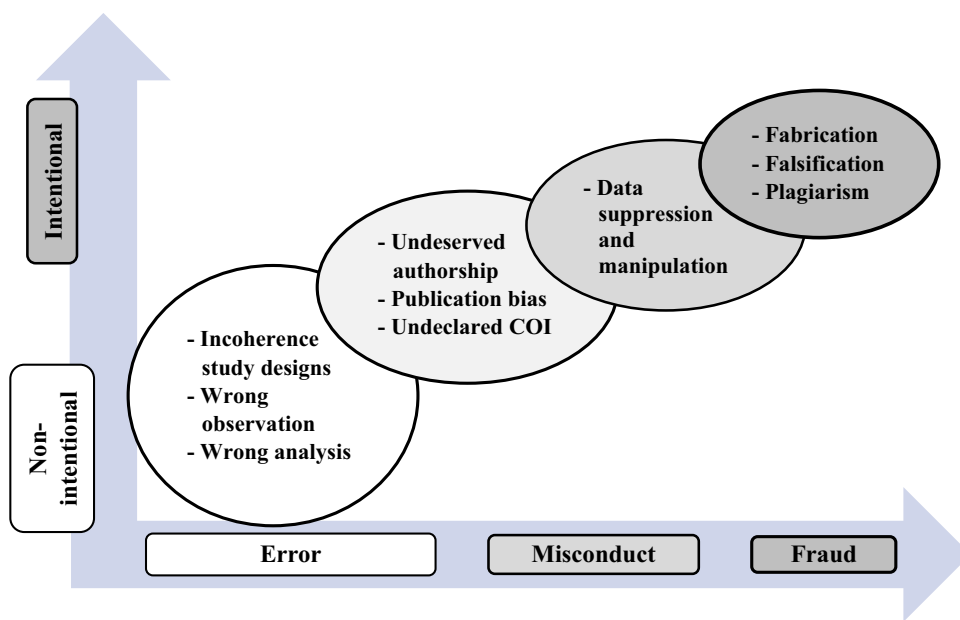 Intentional
Non-
intentional
- Fabrication
- Falsification
- Plagiarism
- Data
suppression
and
manipulation
- Undeserved
authorship
- Publication bias
- Undeclared COI
- Incoherence
study designs
- Wrong
observation
- Wrong analysis
Error
Misconduct
Fraud